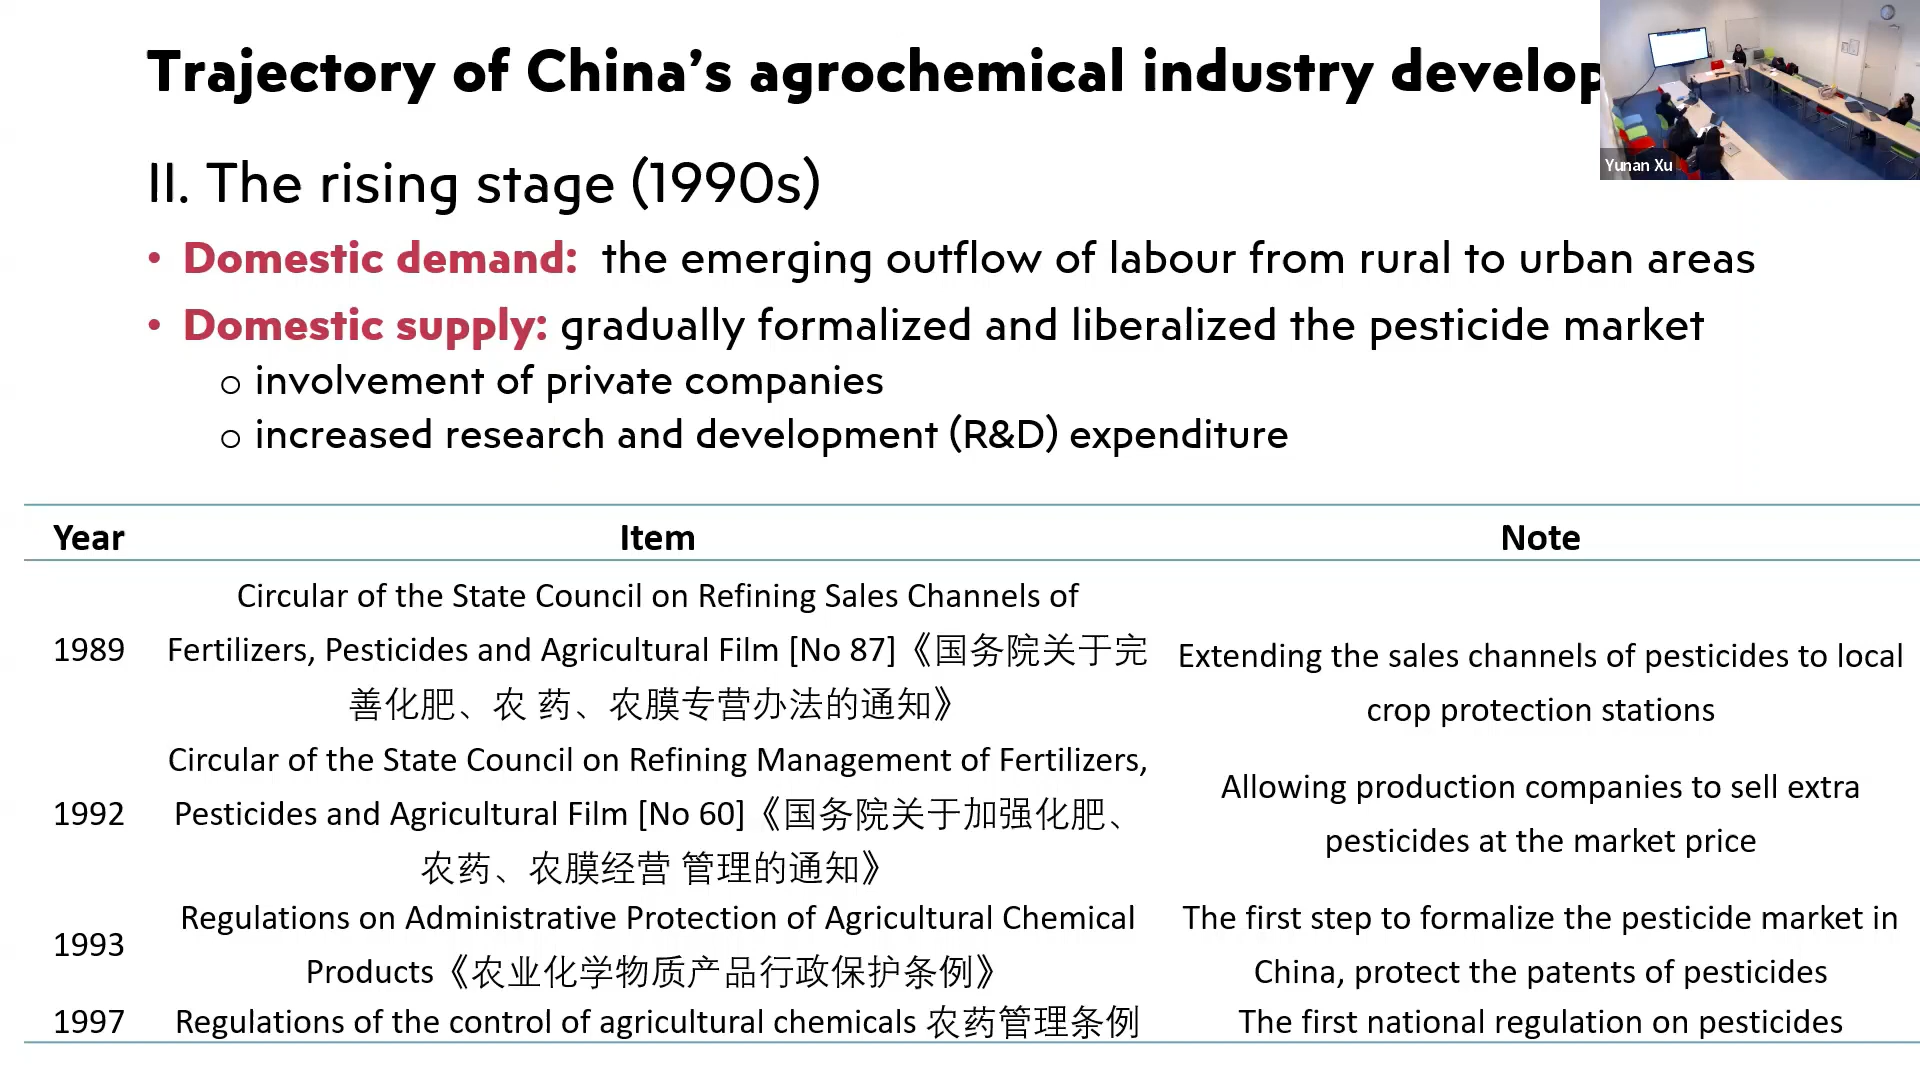 Trajectory of China’s agrochemical industry develop
Yunan Xu
II. The rising stage (1990s)
• Domestic demand: the emerging outflow of labour from rural to urban areas
• Domestic supply: gradually formalized and liberalized the pesticide market
o involvement of private companies
o increased research and development (R&D) expenditure
Year Item Note
1989
Circular of the State Council on Refining Sales Channels of
Fertilizers, Pesticides and Agricultural Film [No 87]《国务院关于完
善化肥、农 药、农膜专营办法的通知》
Extending the sales channels of pesticides to local
crop protection stations
1992
Circular of the State Council on Refining Management of Fertilizers,
Pesticides and Agricultural Film [No 60]《国务院关于加强化肥、
农药、农膜经营 管理的通知》
Allowing production companies to sell extra
pesticides at the market price
1993
Regulations on Administrative Protection of Agricultural Chemical
Products《农业化学物质产品行政保护条例》
The first step to formalize the pesticide market in
China, protect the patents of pesticides
1997
Regulations of the control of agricultural chemicals 农药管理条例
The first national regulation on pesticides